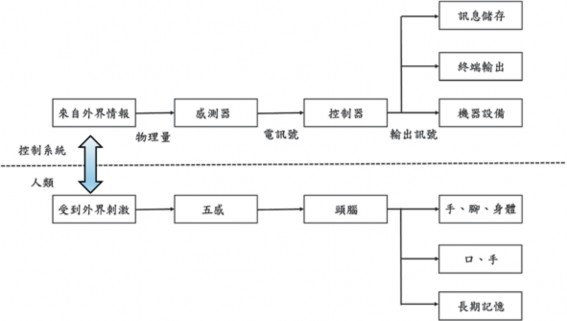 訊息儲存
終端輸出
來自外界情報
感測器
控制器
機器設備
物理量
電訊號
輸出訊號
控制系統
人類
受到外界刺激
五感
頭腦
手、腳、身體
口、手
長期記憶